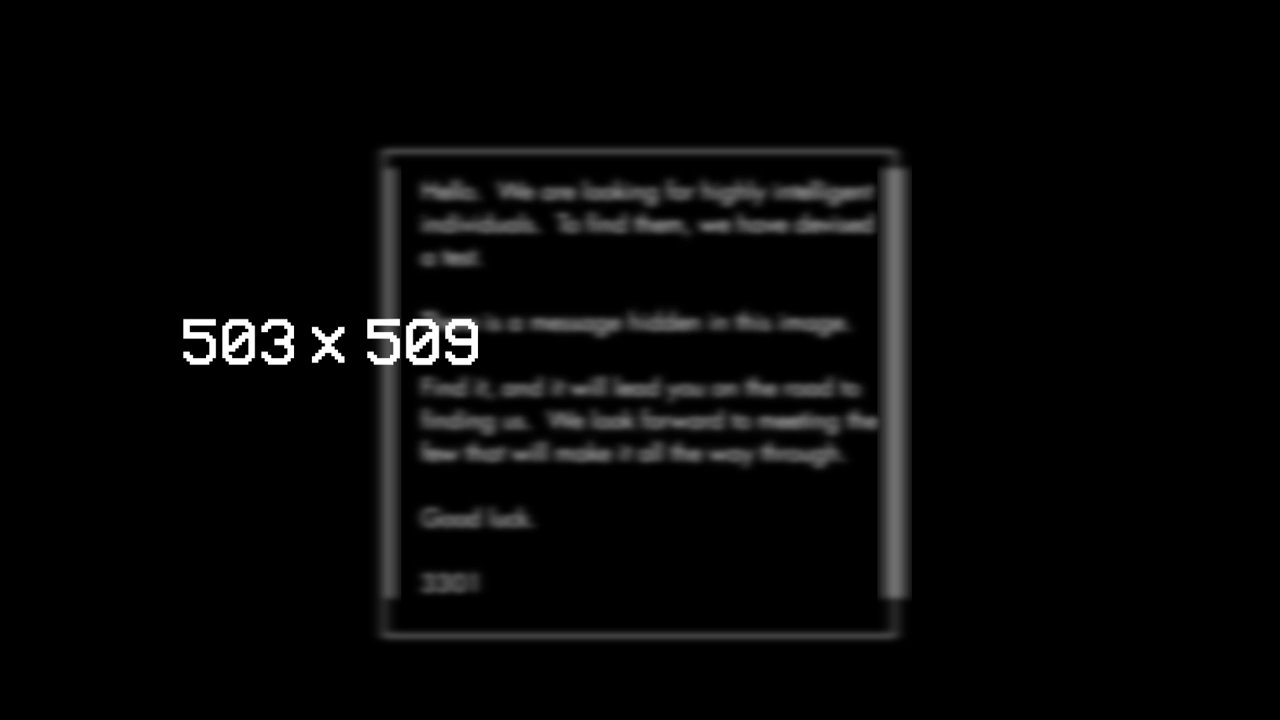 Hello.  We are looking for highly intelligent
individuals.  To find them, we have devised
a test.
is a message hidden in this image.
503 x 509
Find it, and it will lead you on the road to
finding us.  We look forward to meeting the
few that will make it all the way through.
Good luck.
3301